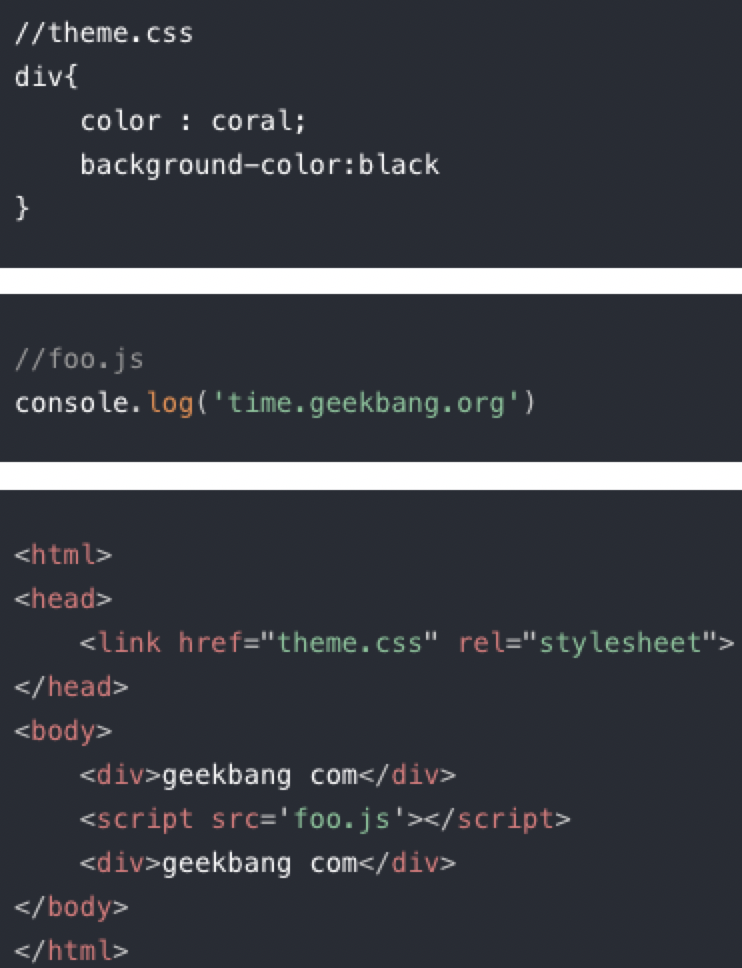 //theme.css
div{
    color : coral;
    background-color:black
}
//foo.js
console.log('time.geekbang.org')
<html>
<head>
    <link href="theme.css" rel="stylesheet">
</head>
<body>
    <div>geekbang com</div>
    <script src='foo.js'></script>
    <div>geekbang com</div>
</body>
</html>